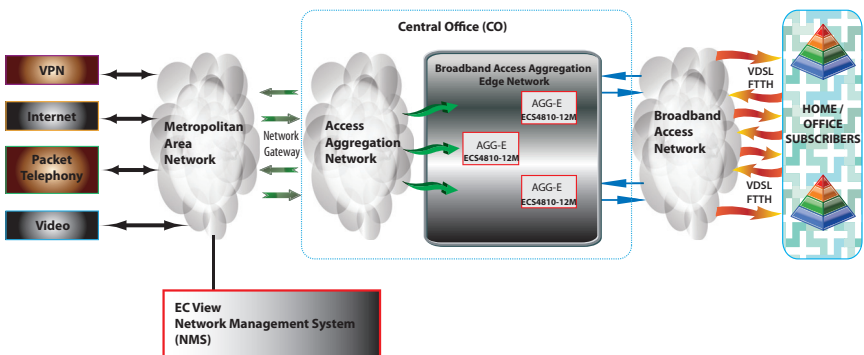 Central Office (CO)
VPN
Internet
Packet
Telephony
Video
Metropolitan
Area
Network
Network
Gateway
Access
Aggregation
Network
Broadband Access Aggregation
Edge Network
AGG-E
ECS4810-12M
AGG-E
ECS4810-12M
AGG-E
ECS4810-12M
Broadband
Access
Network
VDSL
FTTH
VDSL
FTTH
HOME /
OFFICE
SUBSCRIBERS
EC View
Network Management System
(NMS)